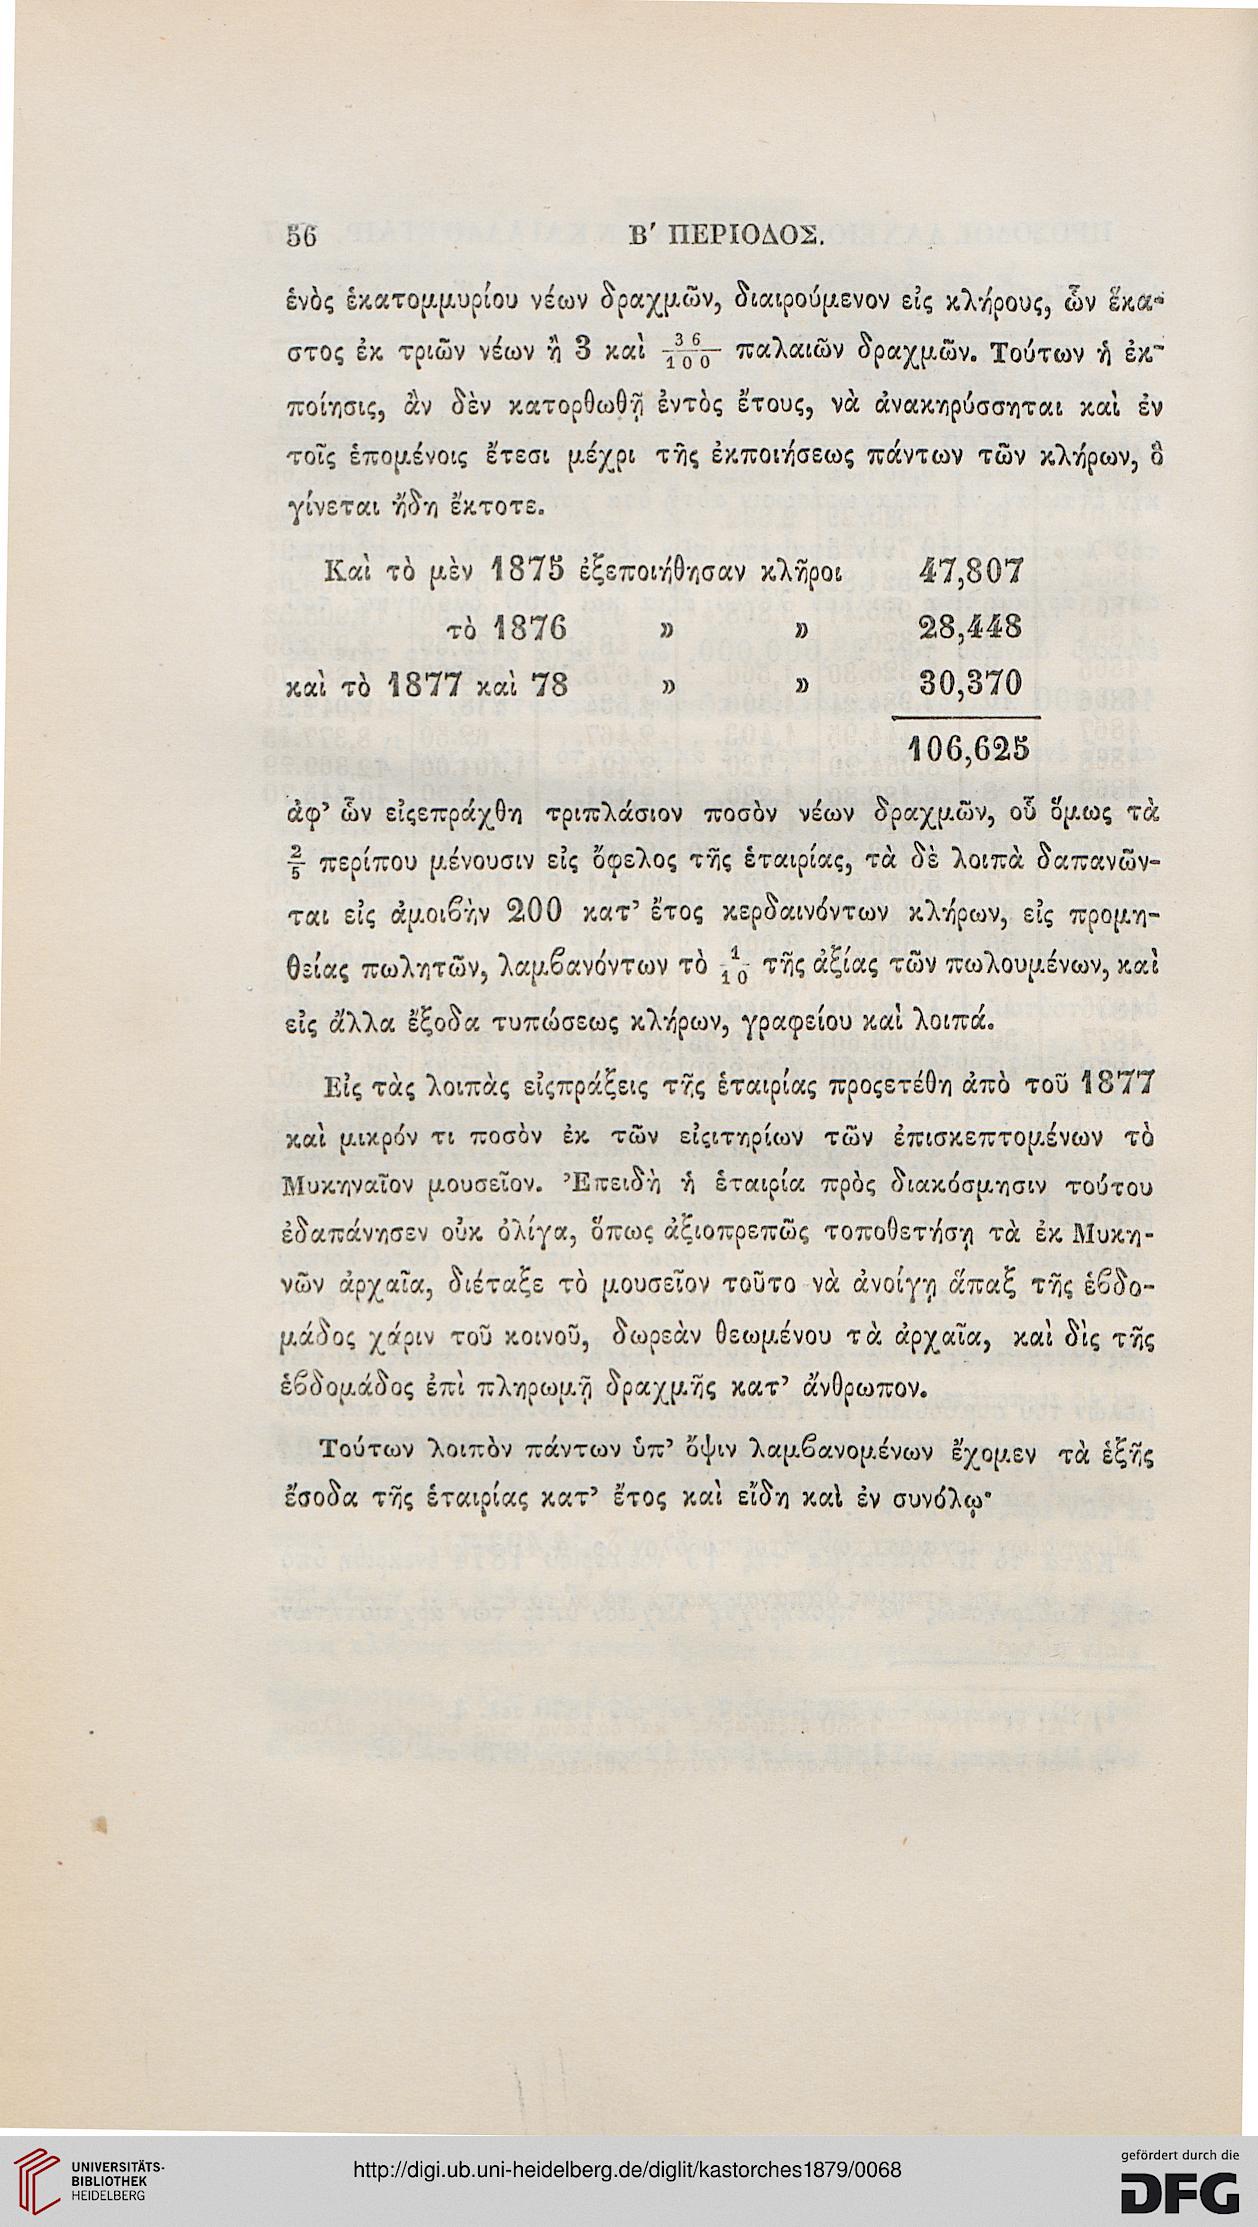 56
Β′ ΠΕΡΙΟΔΟΣ.
ἑνὸς ἑκατομμυρίου νέων δραχμῶν, διαιρούμενον εἰς κλήρους, ὧν ἕκα-
στος ἐκ τριῶν νέων ἢ 3 καὶ 36/100 παλαιῶν δραχμῶν. Τούτων ἡ ἐκ-
ποίησις, ἂν δὲν κατορθωθῇ ἐντὸς ἔτους, νὰ ἀνακηρύσσηται καὶ ἐν
τοῖς ἑπομένοις ἔτεσι μέχρι τῆς ἐκποιήσεως πάντων τῶν κλήρων, ὃ
γίνεται ἤδη ἔκτοτε.
Καὶ τὸ μὲν 1875 ἐξεποιήθησαν κλῆροι 47,807
τὸ 1876 » » 28,448
καὶ τὸ 1877 καὶ 78 » » 30,370
106,625
ἀφ’ ὧν εἰςεπράχθη τριπλάσιον ποσὸν νέων δραχμῶν, οὗ ὅμως τὰ
2/5 περίπου μένουσιν εἰς ὄφελος τῆς ἑταιρίας, τὰ δὲ λοιπὰ δαπανῶν-
ται εἰς ἀμοιϐὴν 200 κατ’ ἔτος κερδαινόντων κλήρων, εἰς προμη-
θείας πωλητῶν, λαμϐανόντων τὸ 1/10 τῆς ἀξίας τῶν πωλουμένων, καὶ
εἰς ἄλλα ἔξοδα τυπώσεως κλήρων, γραφείου καὶ λοιπά.
Εἰς τὰς λοιπὰς εἰςπράξεις τῆς ἑταιρίας προςετέθη ἀπὸ τοῦ 1877
καὶ μικρόν τι ποσὸν ἐκ τῶν εἰςιτηρίων τῶν ἐπισκεπτομένων τὸ
Μυκηναῖον μουσεῖον. Ἐπειδὴ ἡ ἑταιρία πρὸς διακόσμησιν τούτου
ἐδαπάνησεν οὐκ ὀλίγα, ὅπως ἀξιοπρεπῶς τοποθετήσῃ τὰ ἐκ Μυκη-
νῶν ἀρχαῖα, διέταξε τὸ μουσεῖον τοῦτο νὰ ἀνοίγῃ ἅπαξ τῆς ἑϐδο-
μάδος χάριν τοῦ κοινοῦ, δωρεὰν θεωμένου τὰ ἀρχαῖα, καὶ δὶς τῆς
ἑϐδομάδος ἐπὶ πληρωμῇ δραχμῆς κατ’ ἄνθρωπον.
Τούτων λοιπὸν πάντων ὑπ’ ὄψιν λαμϐανομένων ἔχομεν τὰ ἑξῆς
ἔσοδα τῆς ἑταιρίας κατ’ ἔτος καὶ εἴδη καὶ ἐν συνόλῳ·
UNIVERSITÄTS-
BIBLIOTHEK
HEIDELBERG
http://digi.ub.uni-heidelberg.de/diglit/kastorches1879/0068
gefördert durch die
DFG